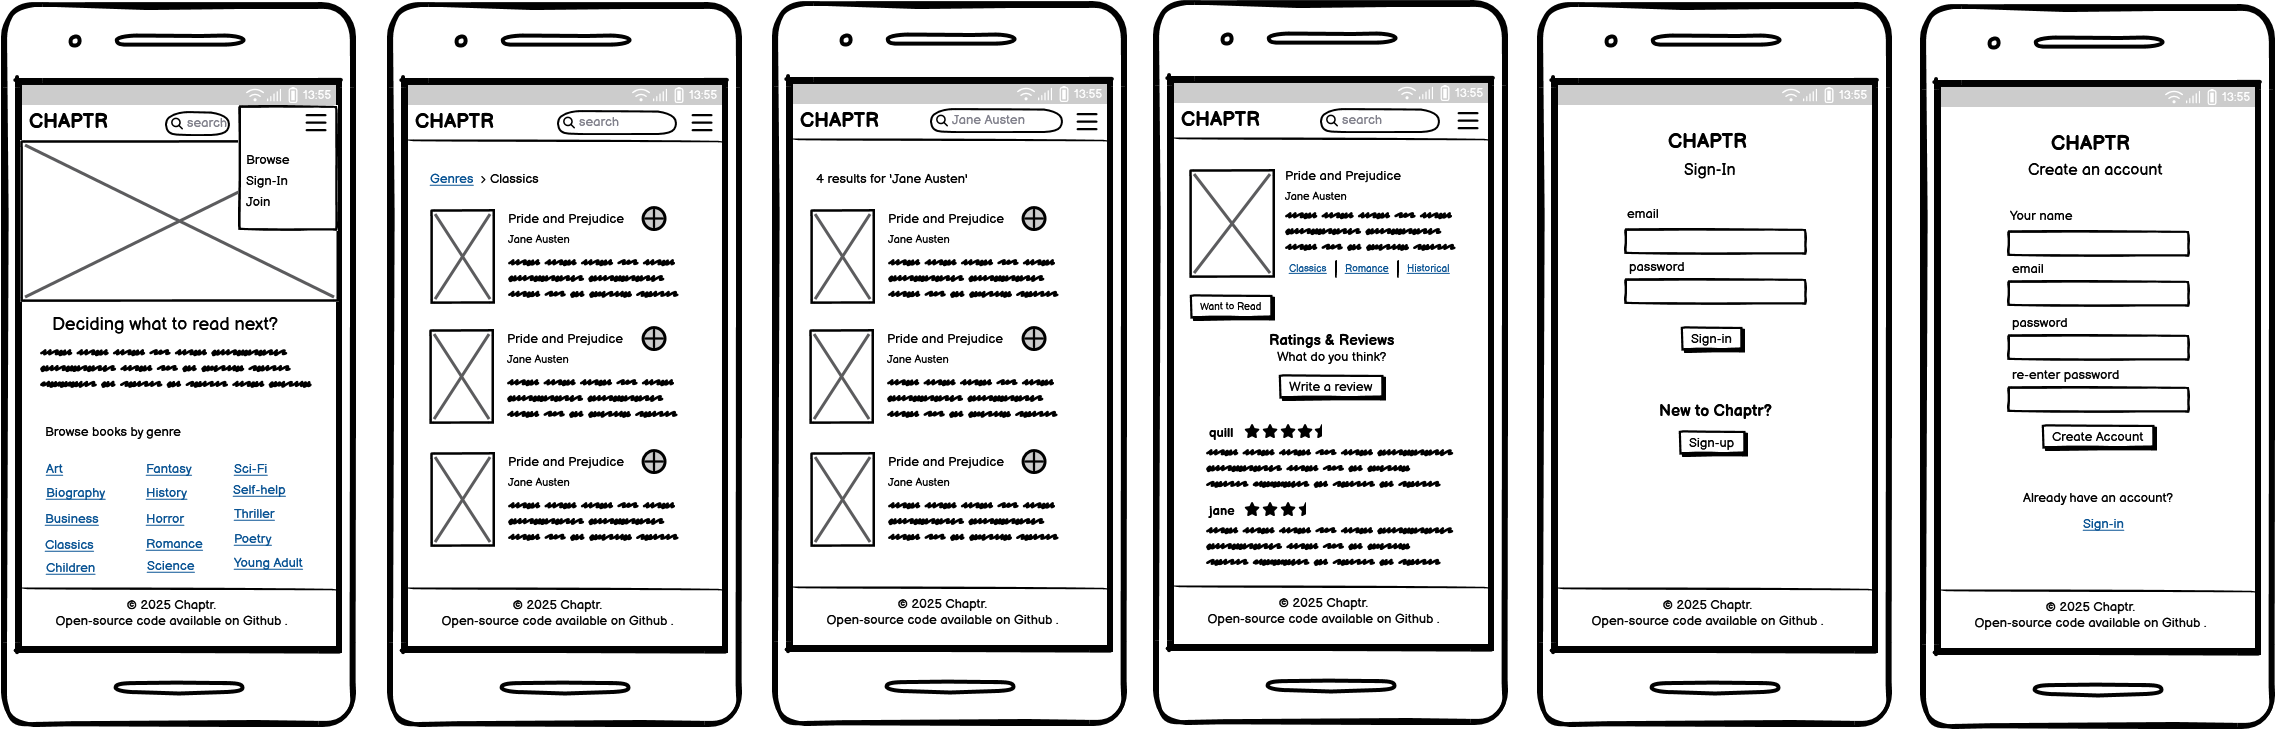 13:55
CHAPTR
search
Browse
Sign-In
Join
Deciding what to read next?
Browse books by genre
Art Fantasy Sci-Fi
Biography History Self-help
Business Horror Thriller
Classics Romance Poetry
Children Science Young Adult
© 2025 Chaptr.
Open-source code available on Github .
13:55
CHAPTR search
Genres > Classics
Pride and Prejudice
Jane Austen
Pride and Prejudice
Jane Austen
Pride and Prejudice
Jane Austen
© 2025 Chaptr.
Open-source code available on Github .
13:55
CHAPTR Jane Austen
4 results for 'Jane Austen'
Pride and Prejudice
Jane Austen
Pride and Prejudice
Jane Austen
Pride and Prejudice
Jane Austen
© 2025 Chaptr.
Open-source code available on Github .
13:55
CHAPTR search
Pride and Prejudice
Jane Austen
Classics | Romance | Historical
Want to Read
Ratings & Reviews
What do you think?
Write a review
quill
jane
© 2025 Chaptr.
Open-source code available on Github .
13:55
CHAPTR
Sign-In
email
password
Sign-in
New to Chaptr?
Sign-up
© 2025 Chaptr.
Open-source code available on Github .
13:55
CHAPTR
Create an account
Your name
email
password
re-enter password
Create Account
Already have an account?
Sign-in
© 2025 Chaptr.
Open-source code available on Github .